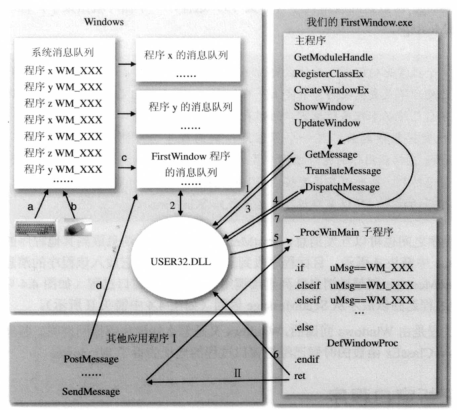 Windows
系统消息队列
程序 x WM_XXX
程序 y WM_XXX
程序 z WM_XXX
程序 x WM_XXX
程序 x WM_XXX
程序 z WM_XXX
程序 y WM_XXX
......
a
b
c
程序 x 的消息队列
......
程序 y 的消息队列
......
FirstWindow 程序
的消息队列
......
2
USER32.DLL
d
1
3
4
7
5
6
其他应用程序 I
PostMessage
......
SendMessage
II
我们的 FirstWindow.exe
主程序
GetModuleHandle
RegisterClassEx
CreateWindowEx
ShowWindow
UpdateWindow
GetMessage
TranslateMessage
DispatchMessage
_ProcWinMain 子程序
.if uMsg==WM_XXX
.elseif uMsg==WM_XXX
.elseif uMsg==WM_XXX
...
.else
DefWindowProc
.endif
ret